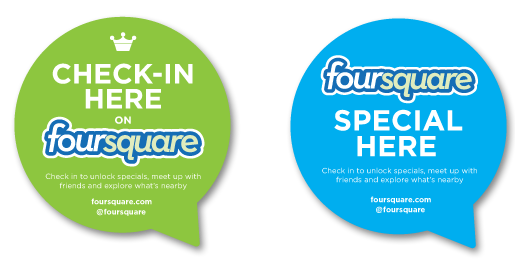 CHECK-IN
HERE
ON
foursquare
Check in to unlock specials, meet up with
friends and explore what's nearby
foursquare.com
@foursquare
foursquare
SPECIAL
HERE
Check in to unlock specials, meet up with
friends and explore what's nearby
foursquare.com
@foursquare